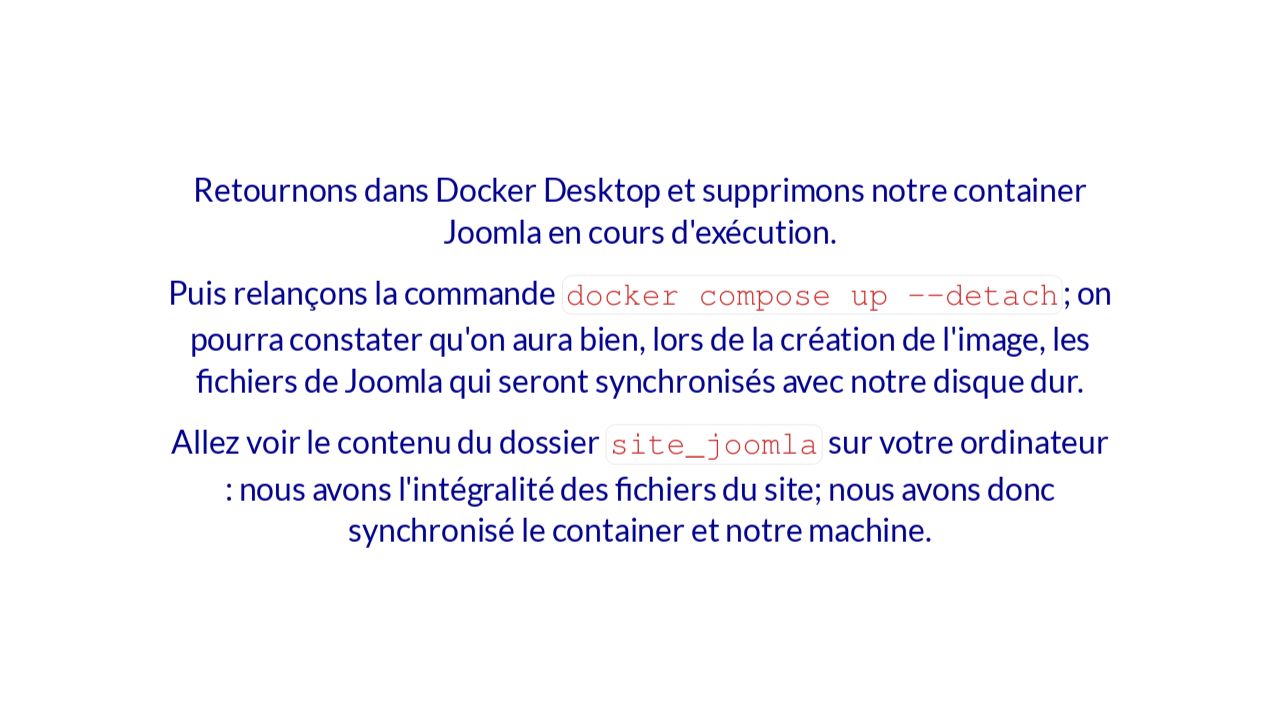 Retournons dans Docker Desktop et supprimons notre container
Joomla en cours d'exécution.
Puis relançons la commande docker compose up --detach; on
pourra constater qu'on aura bien, lors de la création de l'image, les
fichiers de Joomla qui seront synchronisés avec notre disque dur.
Allez voir le contenu du dossier site_joomla sur votre ordinateur
: nous avons l'intégralité des fichiers du site; nous avons donc
synchronisé le container et notre machine.